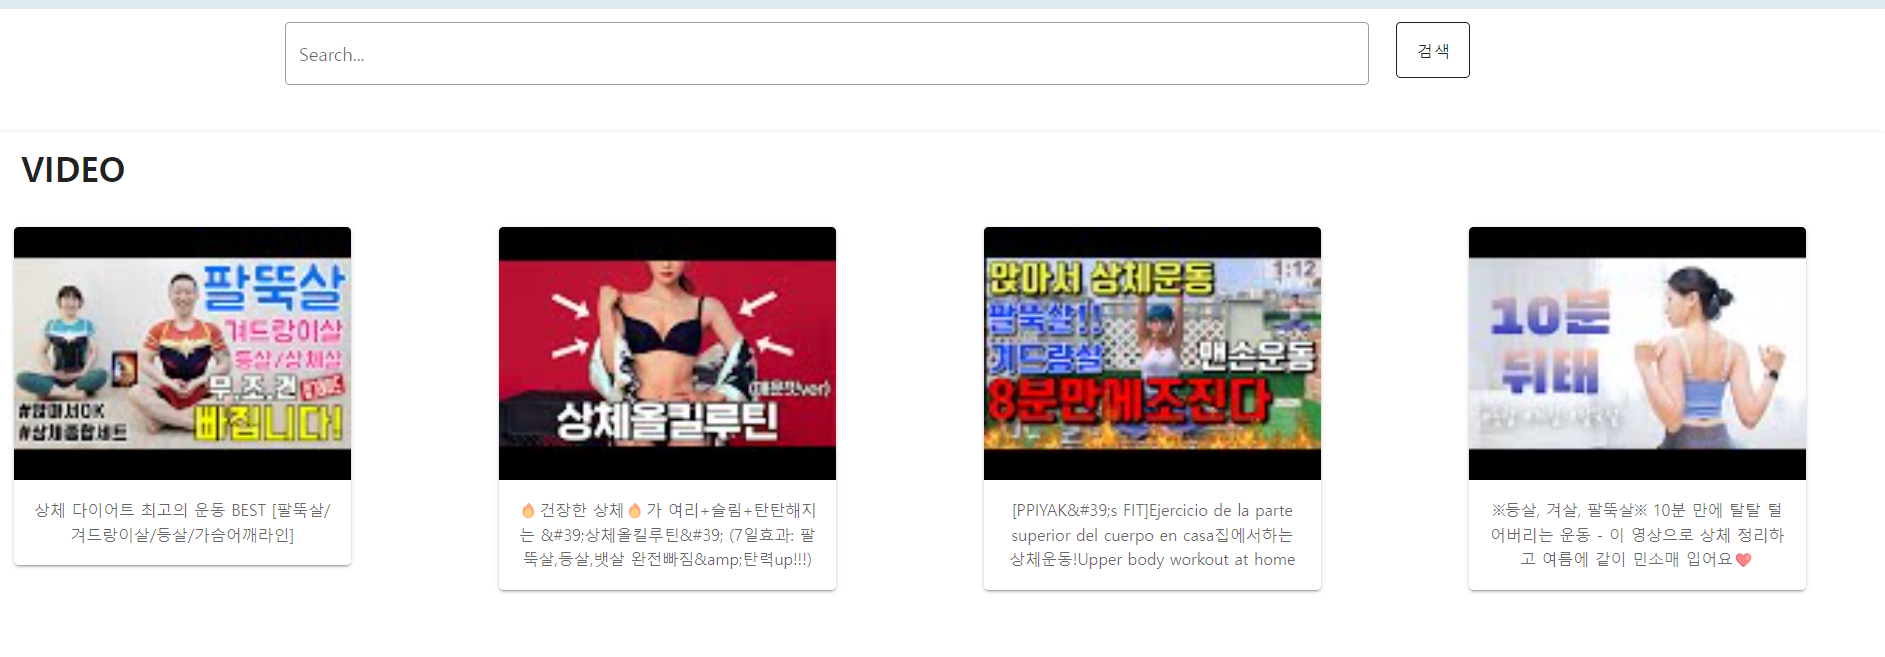 Search...
검색
VIDEO
팔뚝살
겨드랑이살
등살/상체살
무.조.건
빠집니다!
#앉아서OK
#상체종합세트
상체 다이어트 최고의 운동 BEST [팔뚝살/
겨드랑이살/등살/가슴어깨라인]
(매운맛ver)
상체올킬루틴
🔥건장한 상체🔥가 여리+슬림+탄탄해지
는 &#39;상체올킬루틴&#39; (7일효과: 팔
뚝살,등살,뱃살 완전빠짐&amp;탄력up!!!)
앉아서 상체운동
1:12
팔뚝살!!
겨드랑살
맨손운동
8분만에조진다
[PPIYAK&#39;s FIT]Ejercicio de la parte
superior del cuerpo en casa집에서하는
상체운동!Upper body workout at home
10분
뒤태
※등살, 겨살, 팔뚝살※ 10분 만에 탈탈 털
어버리는 운동 - 이 영상으로 상체 정리하
고 여름에 같이 민소매 입어요❤️